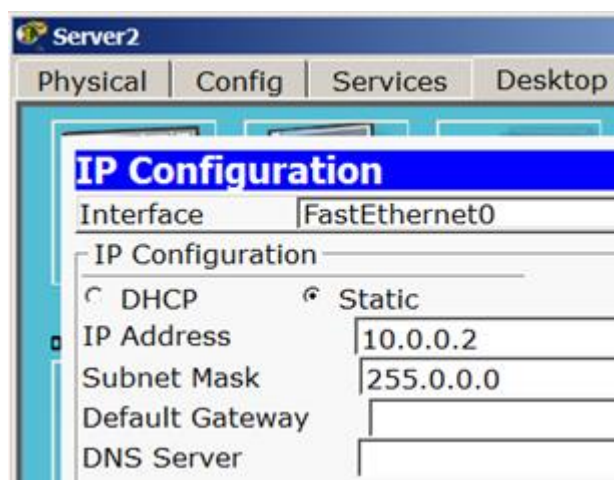 Server2
Physical Config Services Desktop
IP Configuration
Interface FastEthernet0
IP Configuration
DHCP Static
IP Address 10.0.0.2
Subnet Mask 255.0.0.0
Default Gateway
DNS Server